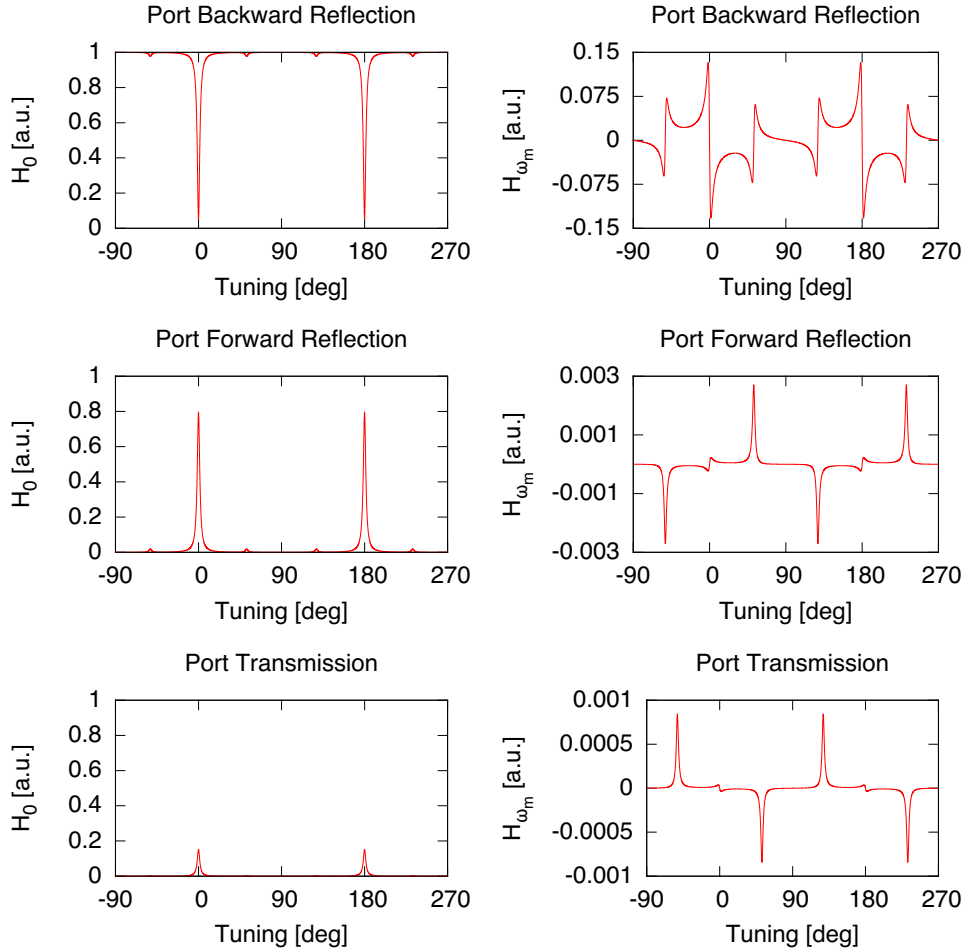 Port Backward Reflection
H0 [a.u.]
1
0.8
0.6
0.4
0.2
0
-90 0 90 180 270
Tuning [deg]
Port Backward Reflection
Hωm [a.u.]
0.15
0.075
0
-0.075
-0.15
-90 0 90 180 270
Tuning [deg]
Port Forward Reflection
H0 [a.u.]
1
0.8
0.6
0.4
0.2
0
-90 0 90 180 270
Tuning [deg]
Port Forward Reflection
Hωm [a.u.]
0.003
0.001
-0.001
-0.003
-90 0 90 180 270
Tuning [deg]
Port Transmission
H0 [a.u.]
1
0.8
0.6
0.4
0.2
0
-90 0 90 180 270
Tuning [deg]
Port Transmission
Hωm [a.u.]
0.001
0.0005
0
-0.0005
-0.001
-90 0 90 180 270
Tuning [deg]